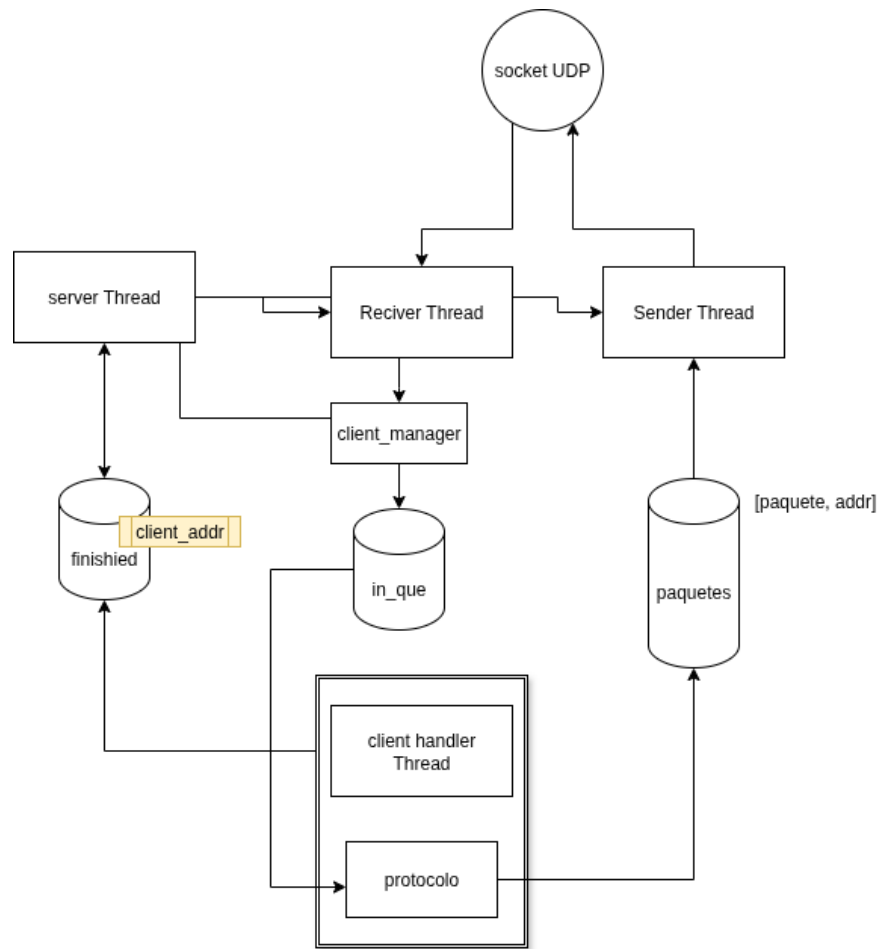 socket UDP
server Thread
Reciver Thread
Sender Thread
client_manager
client_addr
finishied
in_que
[paquete, addr]
paquetes
client handler
Thread
protocolo